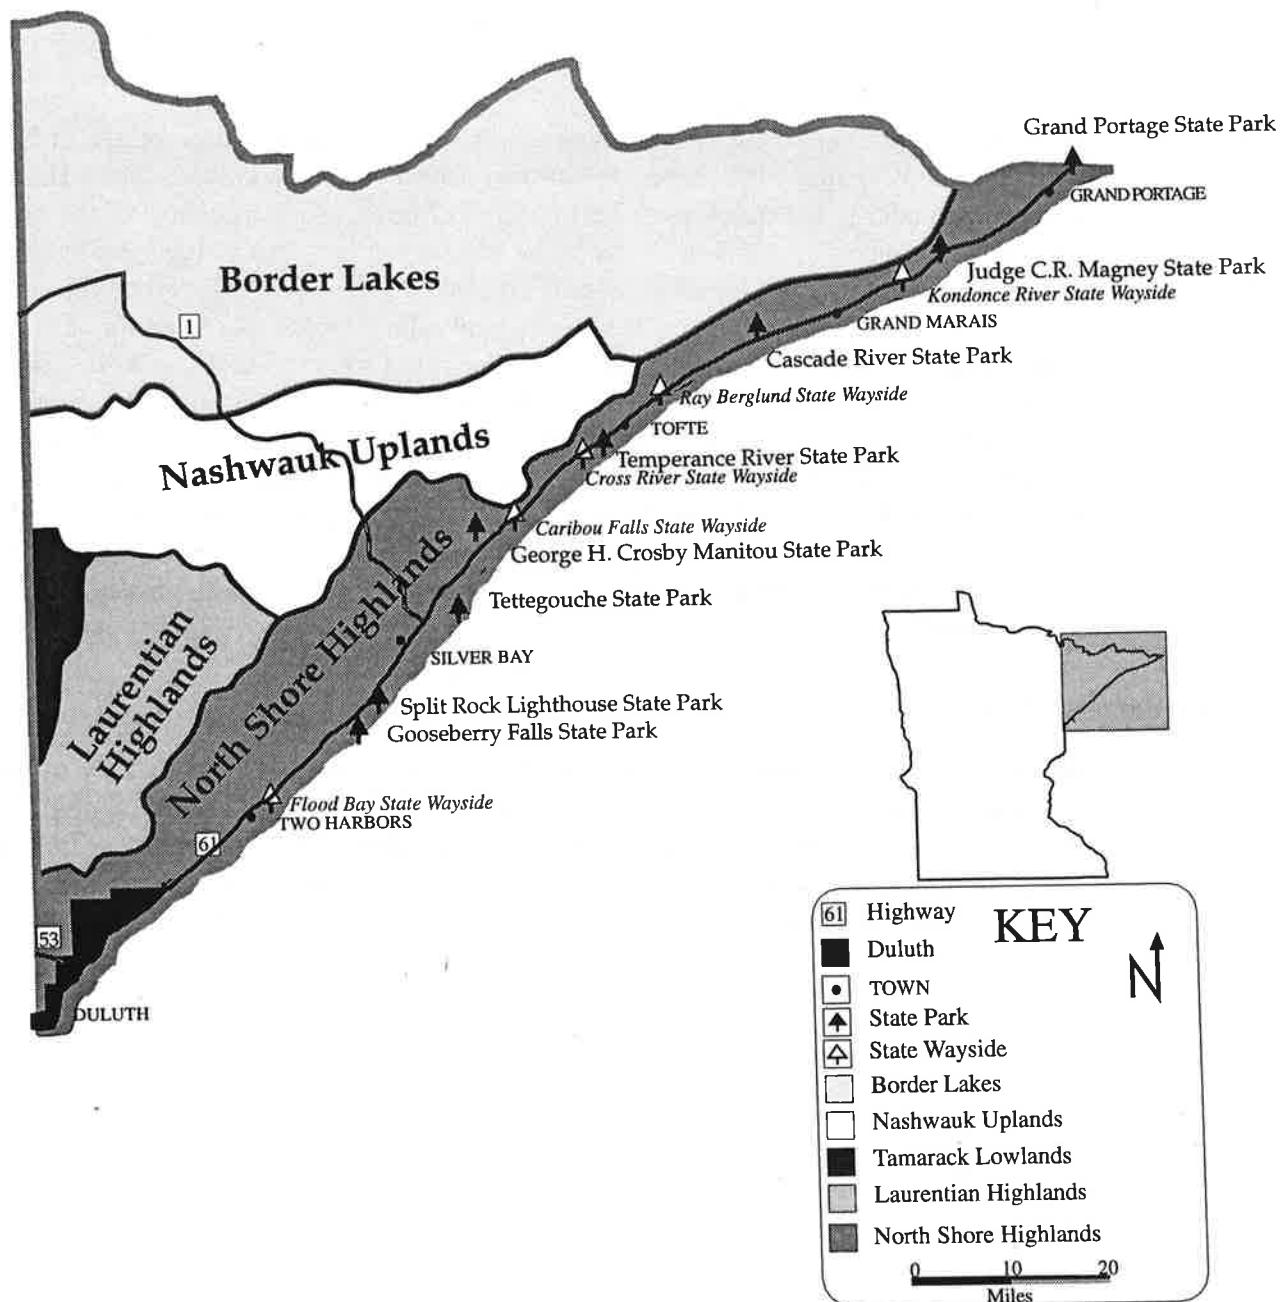 Grand Portage State Park
GRAND PORTAGE
Border Lakes
Judge C.R. Magney State Park
Kondonce River State Wayside
1
GRAND MARAIS
Cascade River State Park
Ray Berglund State Wayside
TOFTE
Nashwauk Uplands
Temperance River State Park
Cross River State Wayside
Caribou Falls State Wayside
George H. Crosby Manitou State Park
Tettegouche State Park
Laurentian
Highlands
North Shore Highlands
SILVER BAY
Split Rock Lighthouse State Park
Gooseberry Falls State Park
Flood Bay State Wayside
TWO HARBORS
61
53
DULUTH
KEY
61 Highway
Duluth
TOWN
State Park
State Wayside
Border Lakes
Nashwauk Uplands
Tamarack Lowlands
Laurentian Highlands
North Shore Highlands
N
0 10 20
Miles